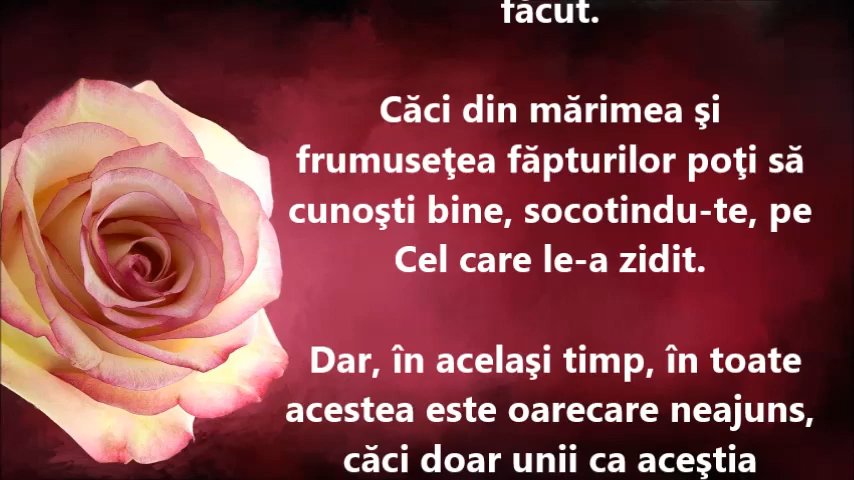 făcut.
Căci din mărimea şi
frumuseţea făpturilor poţi să
cunoşti bine, socotindu-te, pe
Cel care le-a zidit.
Dar, în acelaşi timp, în toate
acestea este oarecare neajuns,
căci doar unii ca aceştia